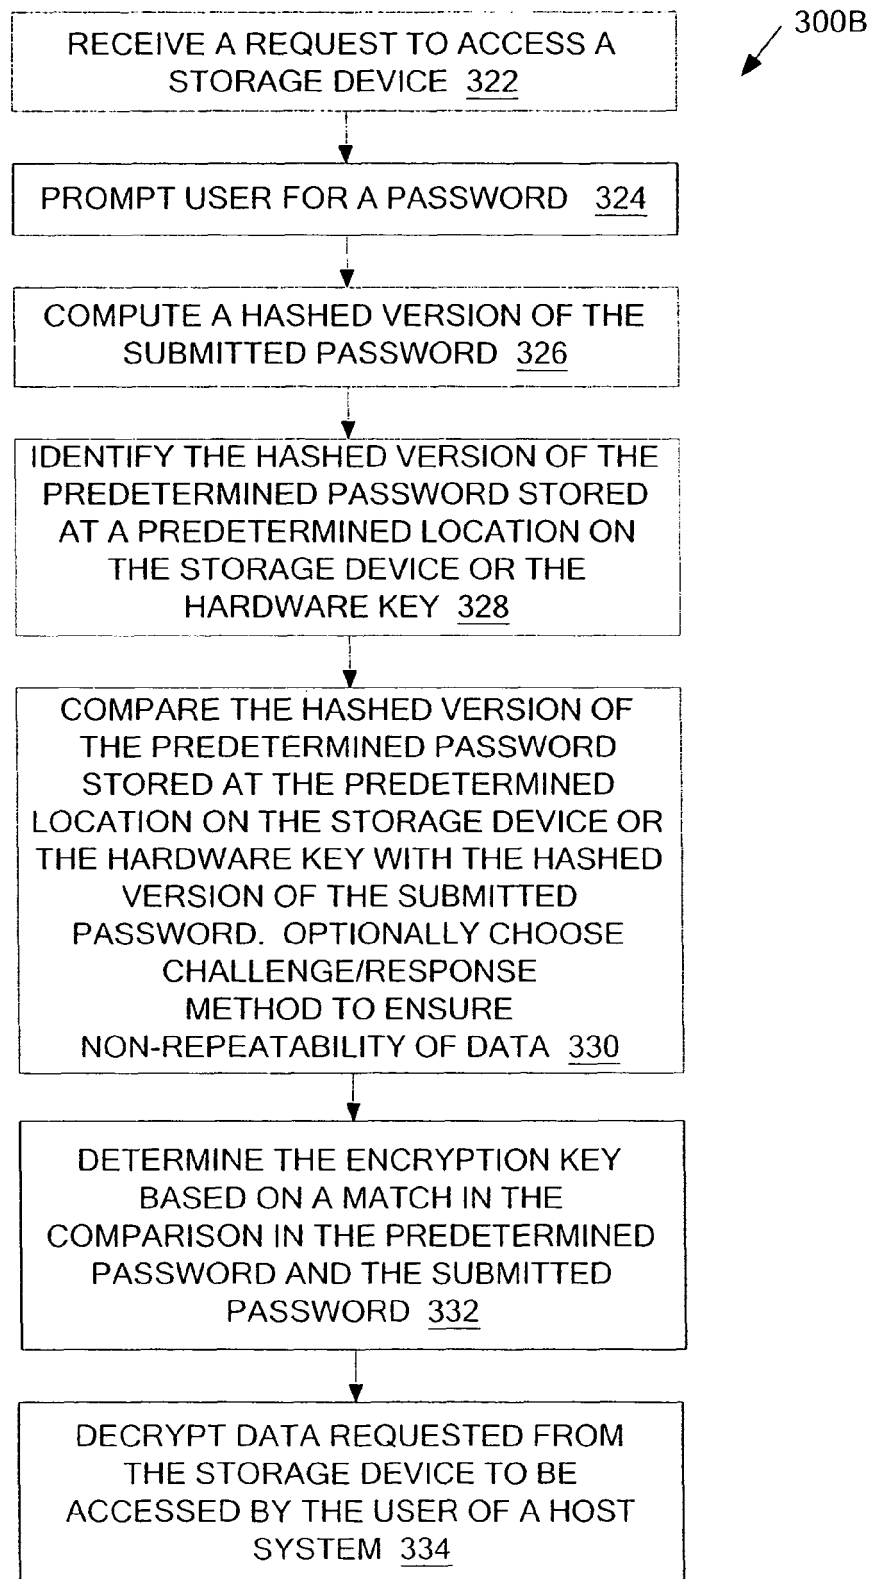 300B
RECEIVE A REQUEST TO ACCESS A
STORAGE DEVICE 322
PROMPT USER FOR A PASSWORD 324
COMPUTE A HASHED VERSION OF THE
SUBMITTED PASSWORD 326
IDENTIFY THE HASHED VERSION OF THE
PREDETERMINED PASSWORD STORED
AT A PREDETERMINED LOCATION ON
THE STORAGE DEVICE OR THE
HARDWARE KEY 328
COMPARE THE HASHED VERSION OF
THE PREDETERMINED PASSWORD
STORED AT THE PREDETERMINED
LOCATION ON THE STORAGE DEVICE OR
THE HARDWARE KEY WITH THE HASHED
VERSION OF THE SUBMITTED
PASSWORD. OPTIONALLY CHOOSE
CHALLENGE/RESPONSE
METHOD TO ENSURE
NON-REPEATABILITY OF DATA 330
DETERMINE THE ENCRYPTION KEY
BASED ON A MATCH IN THE
COMPARISON IN THE PREDETERMINED
PASSWORD AND THE SUBMITTED
PASSWORD 332
DECRYPT DATA REQUESTED FROM
THE STORAGE DEVICE TO BE
ACCESSED BY THE USER OF A HOST
SYSTEM 334